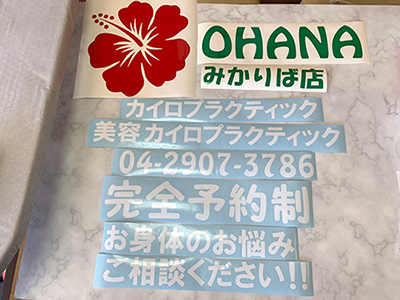 OHANA
みかりば店
カイロプラクティック
美容カイロプラクティック
04-2907-3786
完全予約制
お身体のお悩み
ご相談ください!!